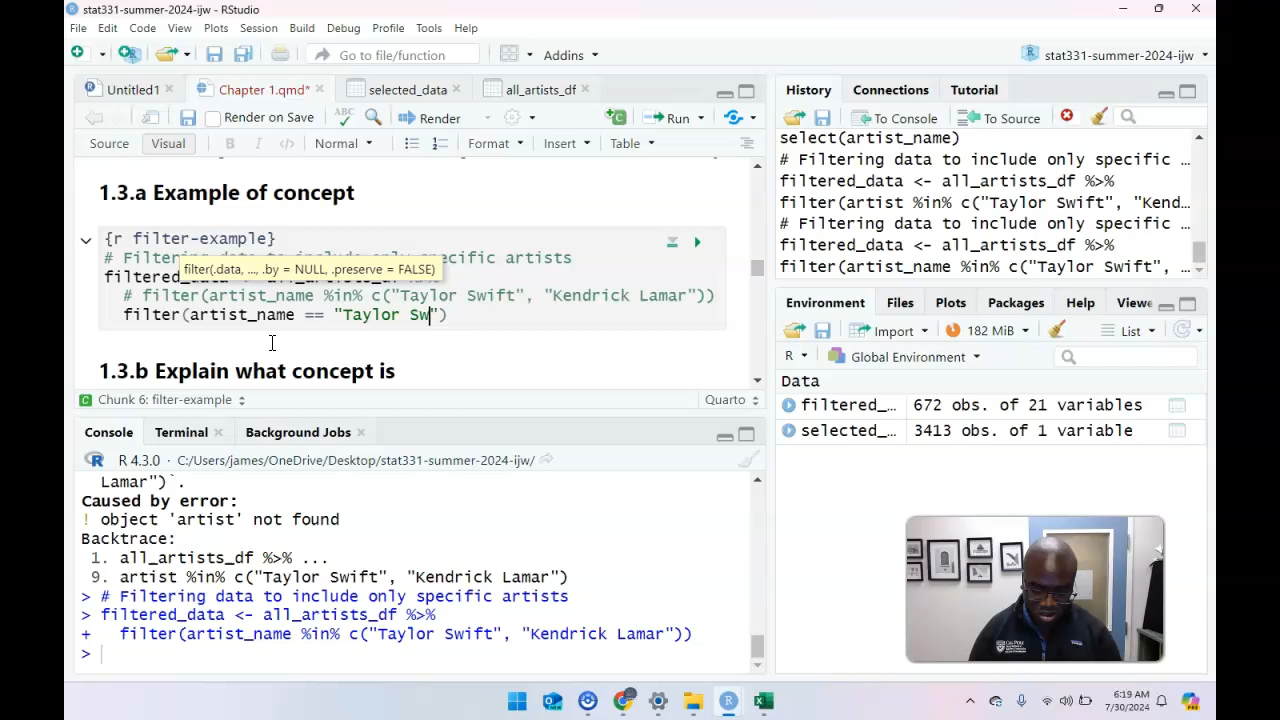 stat331-summer-2024-ijw - RStudio
File Edit Code View Plots Session Build Debug Profile Tools Help
Go to file/function
Addins
stat331-summer-2024-ijw
Untitled1
Chapter 1.qmd*
selected_data
all_artists_df
Render on Save
ABC
Render
Run
Source
Visual
B
I
Normal
Format
Insert
Table
1.3.a Example of concept
{r filter-example}
# Filtering data to include only specific artists
filter(.data, ..., .by = NULL, .preserve = FALSE)
# filter(artist_name %in% c("Taylor Swift", "Kendrick Lamar"))
filter(artist_name == "Taylor Sw")
1.3.b Explain what concept is
Chunk 6: filter-example
Quarto
Console
Terminal
Background Jobs
R 4.3.0 · C:/Users/james/OneDrive/Desktop/stat331-summer-2024-ijw/
Lamar")`.
Caused by error:
! object 'artist' not found
Backtrace:
1. all_artists_df %>% ...
9. artist %in% c("Taylor Swift", "Kendrick Lamar")
> # Filtering data to include only specific artists
> filtered_data <- all_artists_df %>%
+ filter(artist_name %in% c("Taylor Swift", "Kendrick Lamar"))
>
History
Connections
Tutorial
To Console
To Source
select(artist_name)
# Filtering data to include only specific …
filtered_data <- all_artists_df %>%
filter(artist %in% c("Taylor Swift", "Kend…
# Filtering data to include only specific …
filtered_data <- all_artists_df %>%
filter(artist_name %in% c("Taylor Swift", …
Environment
Files
Plots
Packages
Help
Viewe
Import
182 MiB
List
R
Global Environment
Data
filtered_… 672 obs. of 21 variables
selected_… 3413 obs. of 1 variable
CAL POLY
6:19 AM
7/30/2024